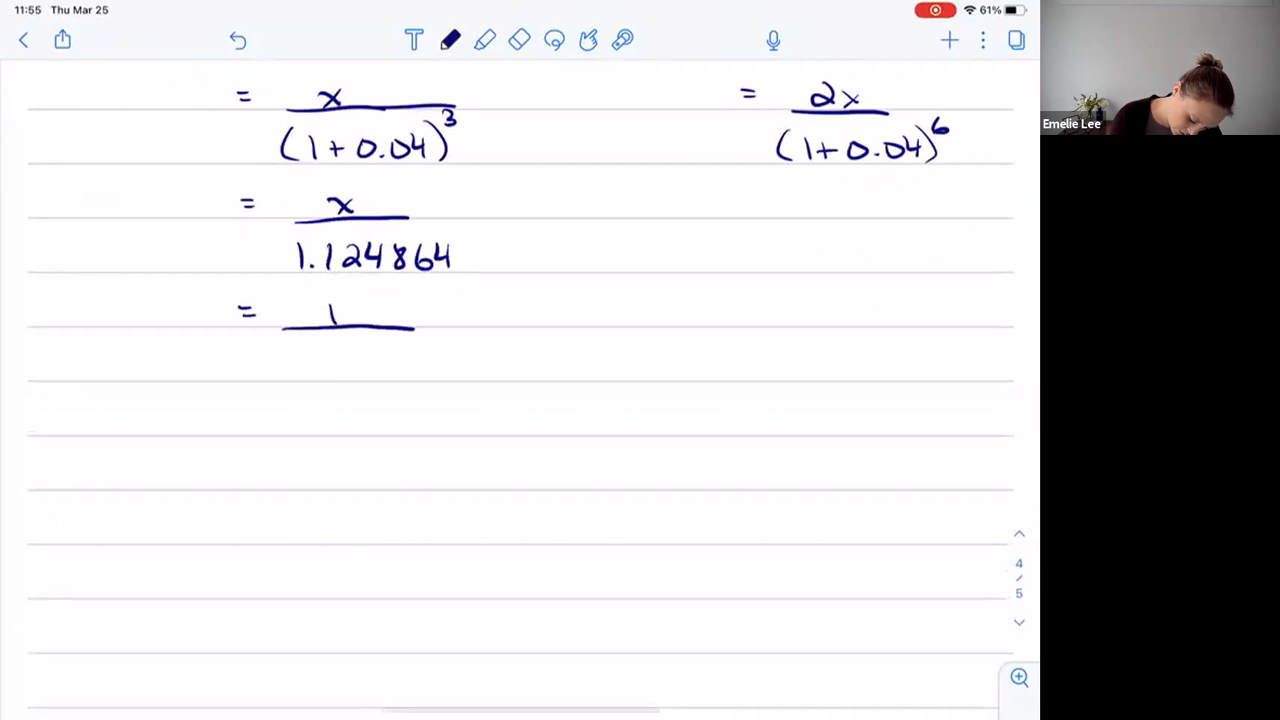 11:55 Thu Mar 25
61%
T
= x / (1 + 0.04)^3
= 2x / (1 + 0.04)^6
= x / 1.124864
= 1
Emelie Lee
4
/
5